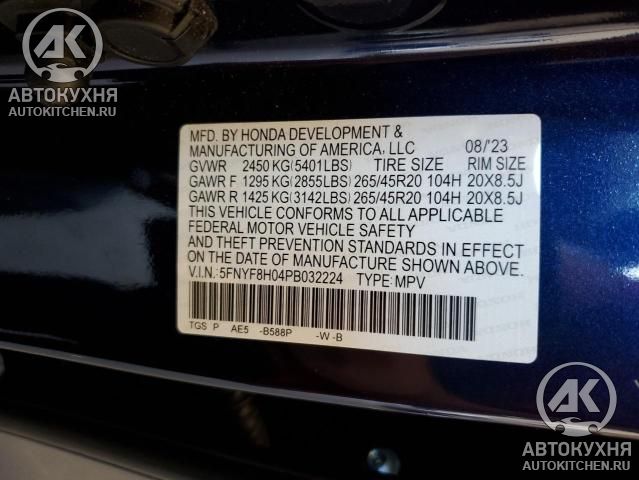 АК
АВТОКУХНЯ
AUTOKITCHEN.RU
MFD. BY HONDA DEVELOPMENT &
MANUFACTURING OF AMERICA, LLC 08/'23
GVWR 2450 KG(5401LBS) TIRE SIZE RIM SIZE
GAWR F 1295 KG(2855LBS) 265/45R20 104H 20X8.5J
GAWR R 1425 KG(3142LBS) 265/45R20 104H 20X8.5J
THIS VEHICLE CONFORMS TO ALL APPLICABLE
FEDERAL MOTOR VEHICLE SAFETY
AND THEFT PREVENTION STANDARDS IN EFFECT
ON THE DATE OF MANUFACTURE SHOWN ABOVE.
V.I.N.:5FNYF8H04PB032224 TYPE:MPV
TGS P AE5 -B588P -W -B
АК
АВТОКУХНЯ
AUTOKITCHEN.RU